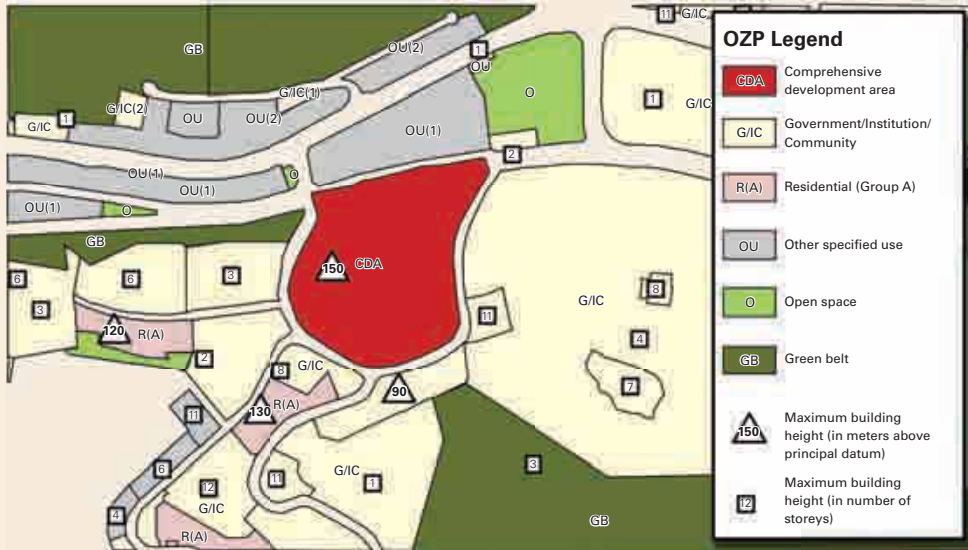 11
G/IC
GB
OU(2)
1
OU
G/IC(1)
O
G/IC(2)
1
G/IC
G/IC
1
OU
OU(2)
OU(1)
2
OU(1)
O
OU(1)
OU(1)
O
GB
150
CDA
6
6
3
8
3
G/IC
11
120
R(A)
4
2
G/IC
8
7
90
130
R(A)
11
3
6
G/IC
11
1
12
G/IC
4
GB
R(A)
OZP Legend
CDA
Comprehensive
development area
G/IC
Government/Institution/
Community
R(A)
Residential (Group A)
OU
Other specified use
O
Open space
GB
Green belt
150
Maximum building
height (in meters above
principal datum)
12
Maximum building
height (in number of
storeys)